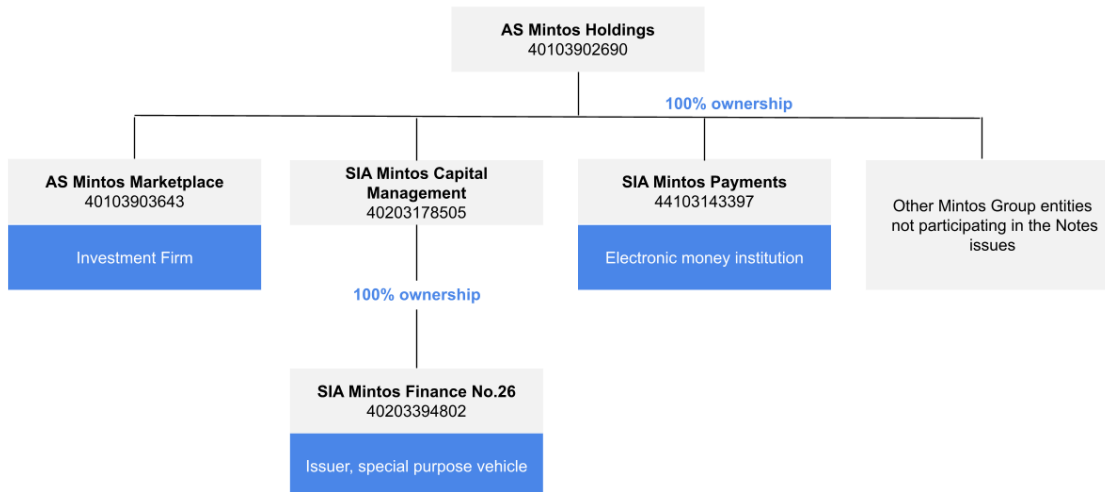 AS Mintos Holdings
40103902690
100% ownership
AS Mintos Marketplace
40103903643
Investment Firm
SIA Mintos Capital
Management
40203178505
SIA Mintos Payments
44103143397
Electronic money institution
Other Mintos Group entities
not participating in the Notes
issues
100% ownership
SIA Mintos Finance No.26
40203394802
Issuer, special purpose vehicle